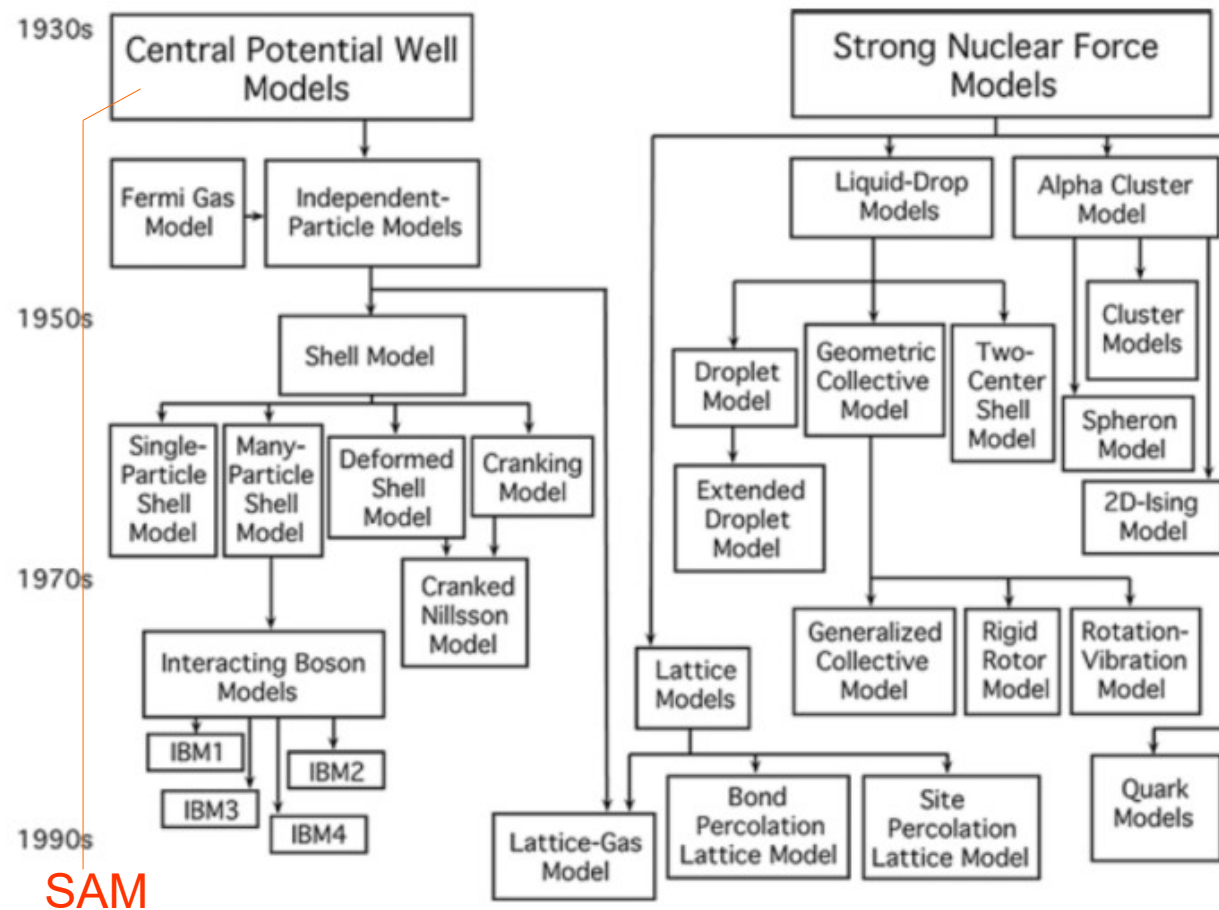 1930s
Central Potential Well
Models
Strong Nuclear Force
Models
Fermi Gas
Model
Independent-
Particle Models
Liquid-Drop
Models
Alpha Cluster
Model
1950s
Shell Model
Droplet
Model
Geometric
Collective
Model
Two-
Center
Shell
Model
Cluster
Models
Spheron
Model
2D-Ising
Model
Single-
Particle
Shell
Model
Many-
Particle
Shell
Model
Deformed
Shell
Model
Cranking
Model
Extended
Droplet
Model
1970s
Cranked
Nillsson
Model
Interacting Boson
Models
Lattice
Models
Generalized
Collective
Model
Rigid
Rotor
Model
Rotation-
Vibration
Model
IBM1
IBM2
IBM3
IBM4
1990s
Lattice-Gas
Model
Bond
Percolation
Lattice Model
Site
Percolation
Lattice Model
Quark
Models
SAM